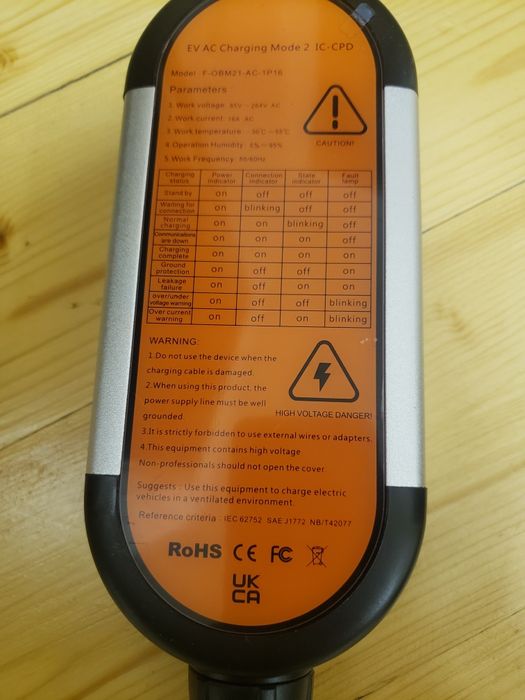 EV AC Charging Mode 2 IC-CPD
Model: F-OBM21-AC-1P16
Parameters
1. Work voltage: 85V ~ 264V AC
2. Work current: 16A AC
3. Work temperature: -30℃~55℃
4. Operation Humidity: 5%~95%
5. Work Frequency: 50/60Hz
CAUTION!
Charging status Power indicator Connection indicator State indicator Fault lamp
Stand by on off off off
Waiting for connection on blinking off off
Normal charging on on blinking off
Communications are down on on on off
Charging complete on on on on
Ground protection on off off on
Leakage failure on off on on
over/under voltage warning on off off blinking
Over current warning on off on blinking
WARNING:
1.Do not use the device when the
charging cable is damaged.
2.When using this product, the
power supply line must be well
grounded.
HIGH VOLTAGE DANGER!
3.It is strictly forbidden to use external wires or adapters.
4.This equipment contains high voltage
Non-professionals should not open the cover.
Suggests : Use this equipment to charge electric
vehicles in a ventilated environment.
Reference criteria : IEC 62752 SAE J1772 NB/T42077
RoHS CE FC
UK
CA